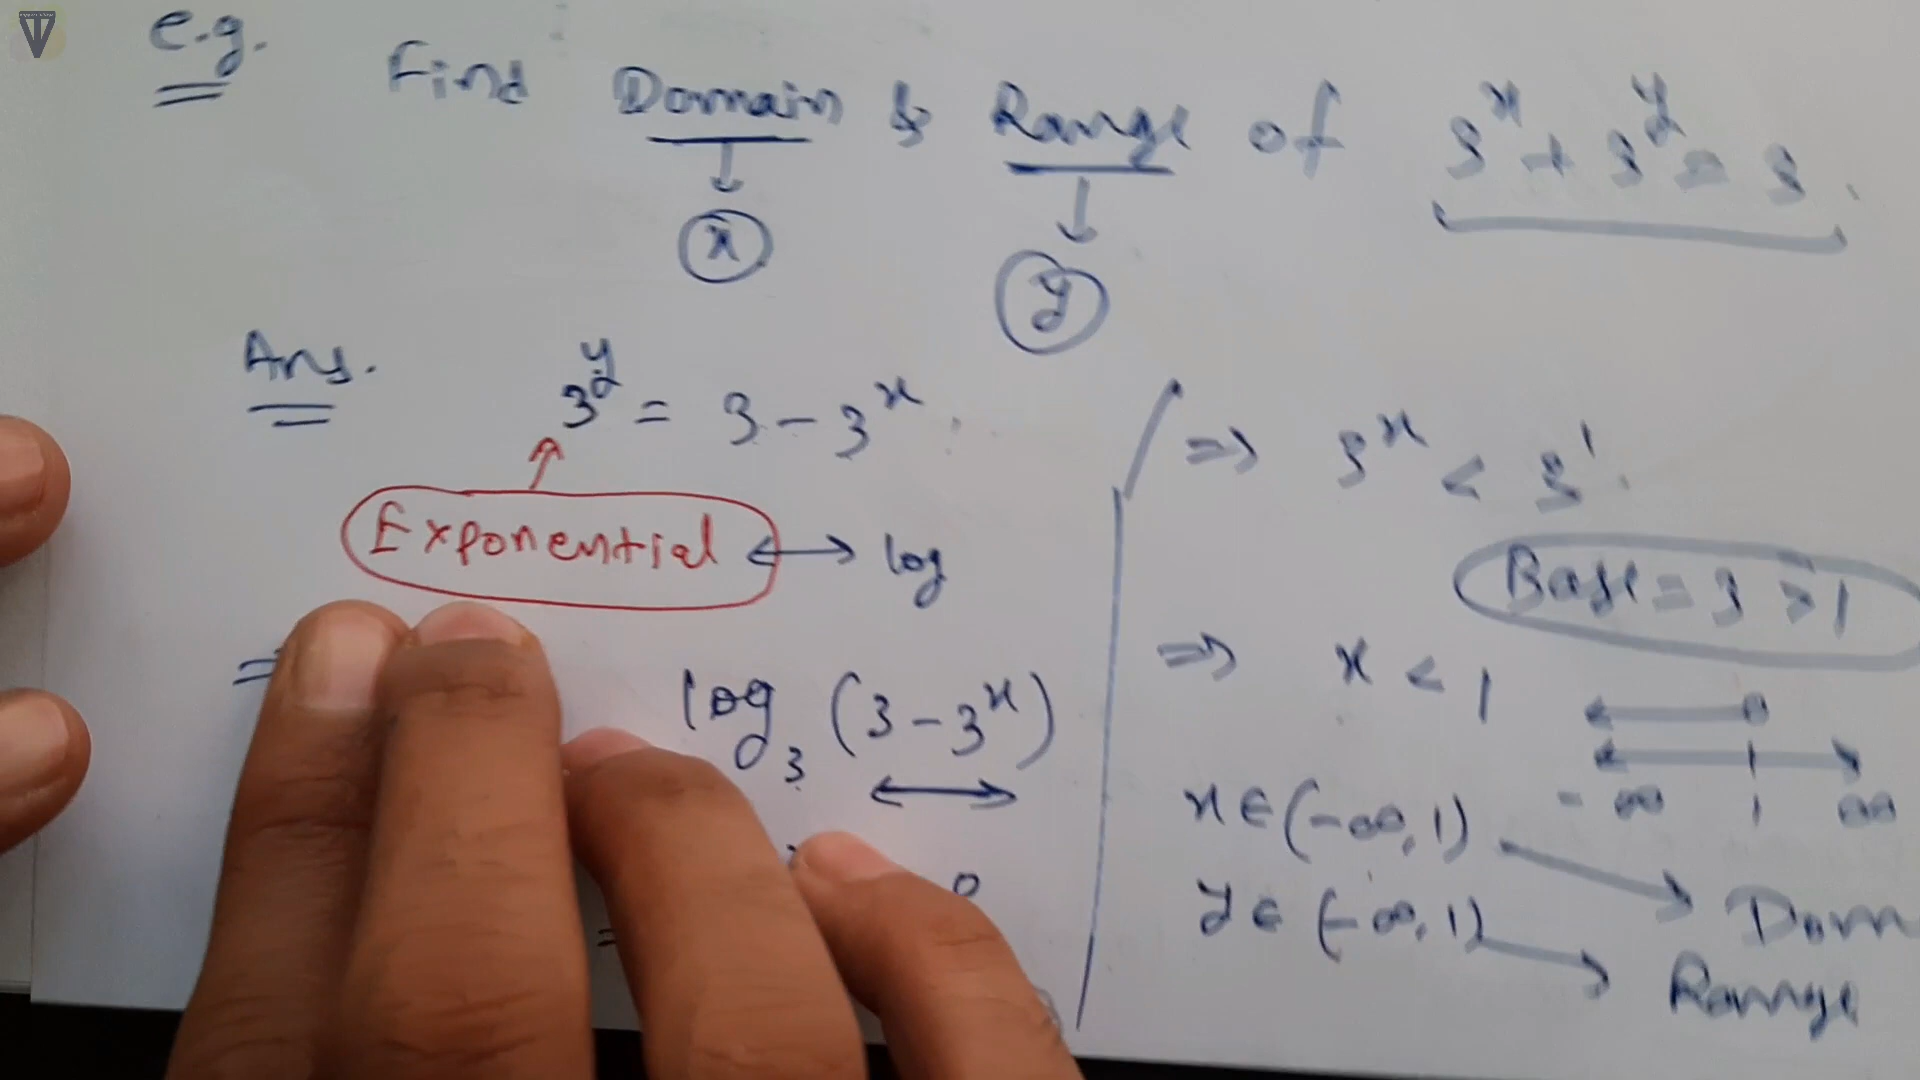 e.g. Find Domain & Range of 3^x + 3^y = 3.
x
y
Ans. 3^y = 3 - 3^x.
Exponential ↔ log
=
log_3 (3 - 3^x)
0
=
⇒ 3^x < 3^1.
Base = 3 > 1
⇒ x < 1
-∞ 1 ∞
x ∈ (-∞, 1)
Dom
y ∈ (-∞, 1)
Range